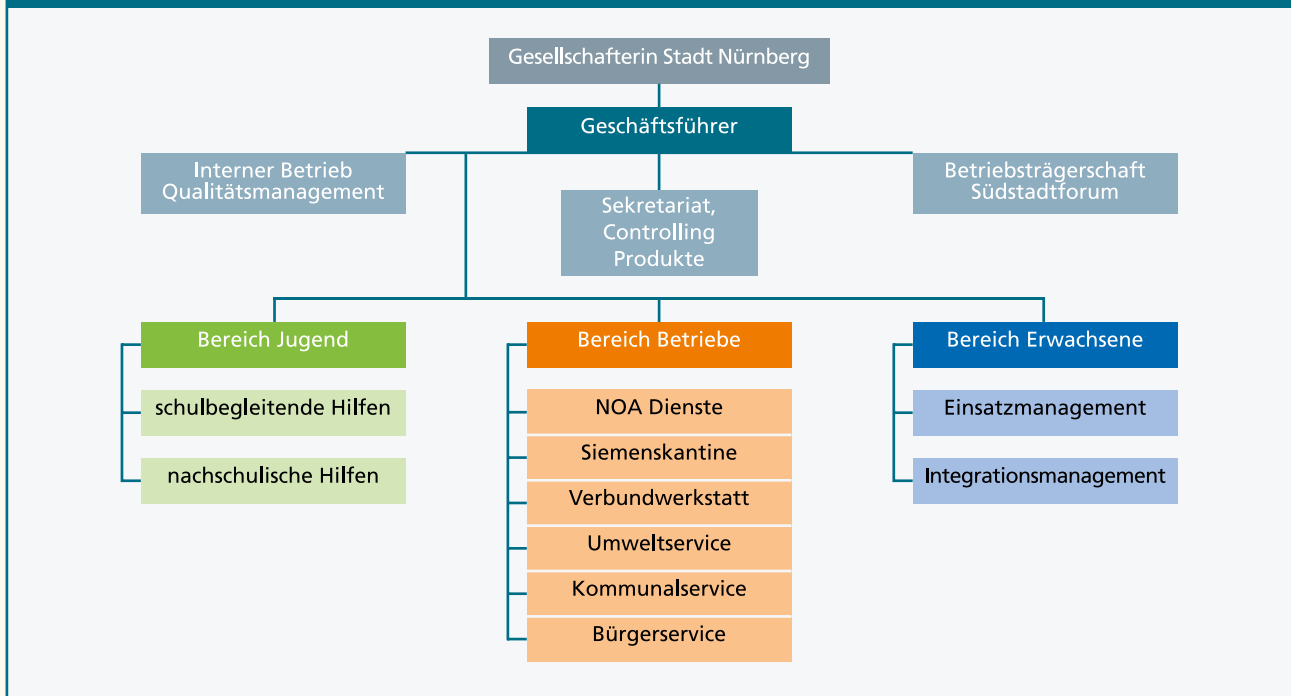 Gesellschafterin Stadt Nürnberg
Geschäftsführer
Interner Betrieb
Qualitätsmanagement
Sekretariat,
Controlling
Produkte
Betriebsträgerschaft
Südstadtforum
Bereich Jugend
schulbegleitende Hilfen
nachschulische Hilfen
Bereich Betriebe
NOA Dienste
Siemenskantine
Verbundwerkstatt
Umweltservice
Kommunalservice
Bürgerservice
Bereich Erwachsene
Einsatzmanagement
Integrationsmanagement